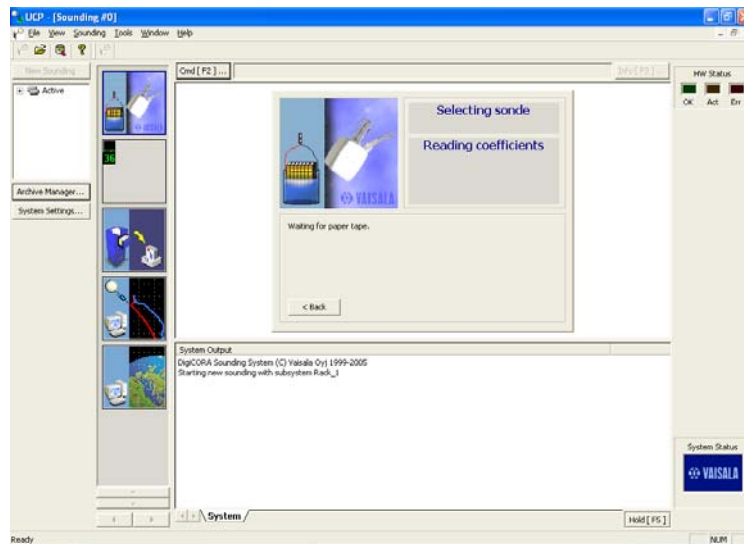 UCP - [Sounding #0]
File View Sounding Tools Window Help
New Sounding
Active
Archive Manager...
System Settings...
36
Cmd [ F2 ] ...
Info [ F3 ] ...
Selecting sonde
Reading coefficients
VAISALA
Waiting for paper tape.
< Back
System Output
DigiCORA Sounding System (C) Vaisala Oyj 1999-2005
Starting new sounding with subsystem Rack_1
System
Hold [ F5 ]
HW Status
OK Act Err
System Status
VAISALA
Ready
NUM